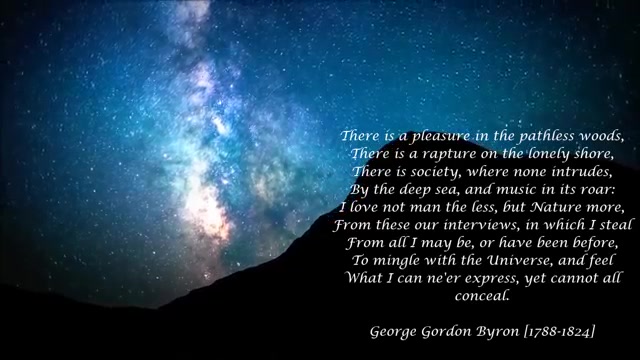 There is a pleasure in the pathless woods,
There is a rapture on the lonely shore,
There is society, where none intrudes,
By the deep sea, and music in its roar:
I love not man the less, but Nature more,
From these our interviews, in which I steal
From all I may be, or have been before,
To mingle with the Universe, and feel
What I can ne'er express, yet cannot all
conceal.
George Gordon Byron [1788-1824]